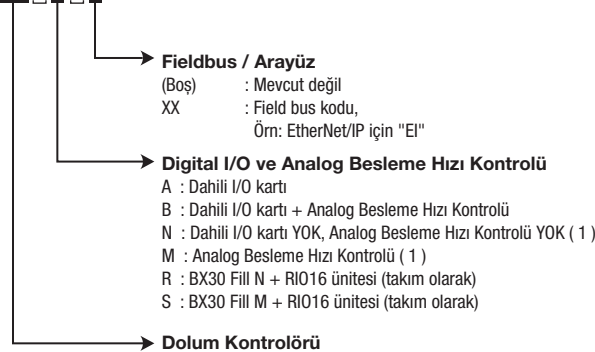 Fieldbus / Arayüz
(Boş) : Mevcut değil
XX : Field bus kodu,
Örn: EtherNet/IP için "EI"
Digital I/O ve Analog Besleme Hızı Kontrolü
A : Dahili I/O kartı
B : Dahili I/O kartı + Analog Besleme Hızı Kontrolü
N : Dahili I/O kartı YOK, Analog Besleme Hızı Kontrolü YOK ( 1 )
M : Analog Besleme Hızı Kontrolü ( 1 )
R : BX30 Fill N + RIO16 ünitesi (takım olarak)
S : BX30 Fill M + RIO16 ünitesi (takım olarak)
Dolum Kontrolörü